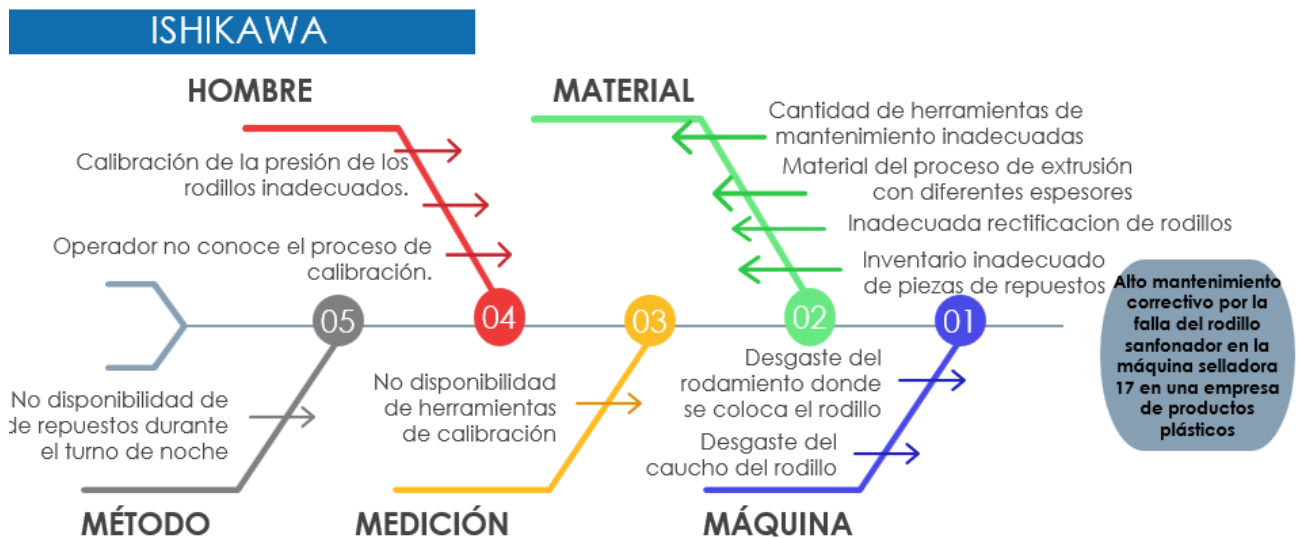 ISHIKAWA
HOMBRE
MATERIAL
Calibración de la presión de los
rodillos inadecuados.
Operador no conoce el proceso de
calibración.
Cantidad de herramientas de
mantenimiento inadecuadas
Material del proceso de extrusión
con diferentes espesores
Inadecuada rectificacion de rodillos
Inventario inadecuado
de piezas de repuestos
05
04
03
02
01
Alto mantenimiento
correctivo por la
falla del rodillo
sanfonador en la
máquina selladora
17 en una empresa
de productos
plásticos
No disponibilidad de
de repuestos durante
el turno de noche
No disponibilidad
de herramientas
de calibración
Desgaste del
rodamiento donde
se coloca el rodillo
Desgaste del
caucho del rodillo
MÉTODO
MEDICIÓN
MÁQUINA